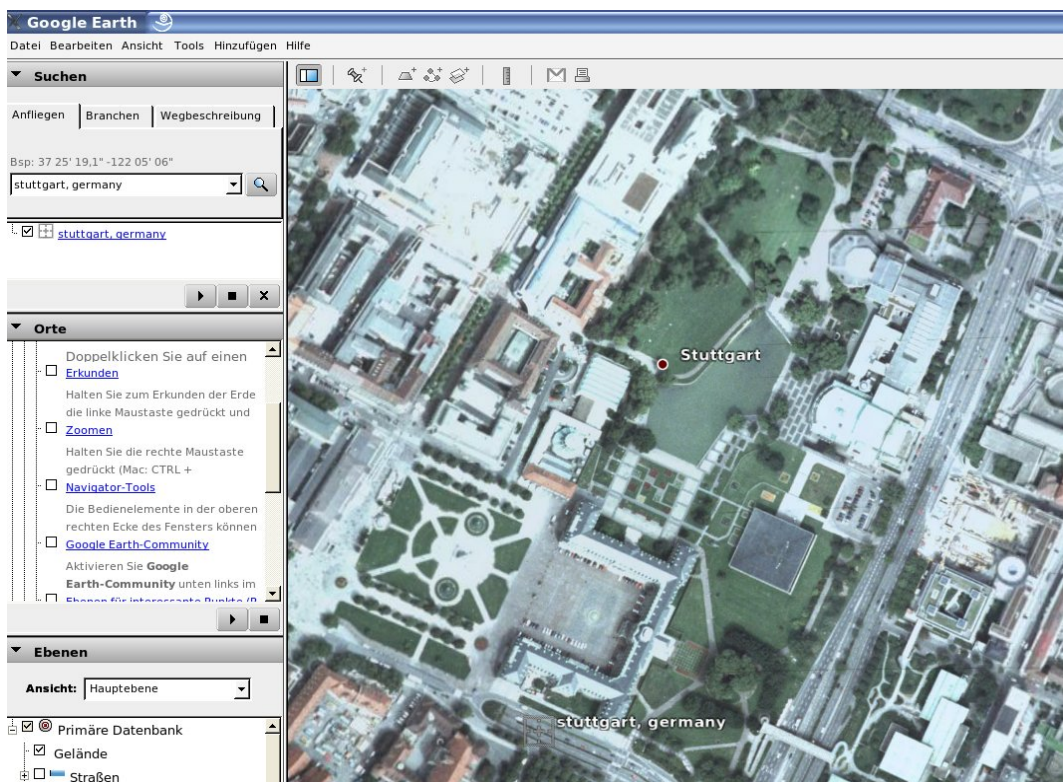 Google Earth
Datei Bearbeiten Ansicht Tools Hinzufügen Hilfe
Suchen
Anfliegen Branchen Wegbeschreibung
Bsp: 37 25' 19,1" -122 05' 06"
stuttgart, germany
stuttgart, germany
Orte
Doppelklicken Sie auf einen
Erkunden
Halten Sie zum Erkunden der Erde
die linke Maustaste gedrückt und
Zoomen
Halten Sie die rechte Maustaste
gedrückt (Mac: CTRL +
Navigator-Tools
Die Bedienelemente in der oberen
rechten Ecke des Fensters können
Google Earth-Community
Aktivieren Sie Google
Earth-Community unten links im
Ebenen für interessante Punkte (P
Ebenen
Ansicht: Hauptebene
Primäre Datenbank
Gelände
Straßen
Stuttgart
stuttgart, germany